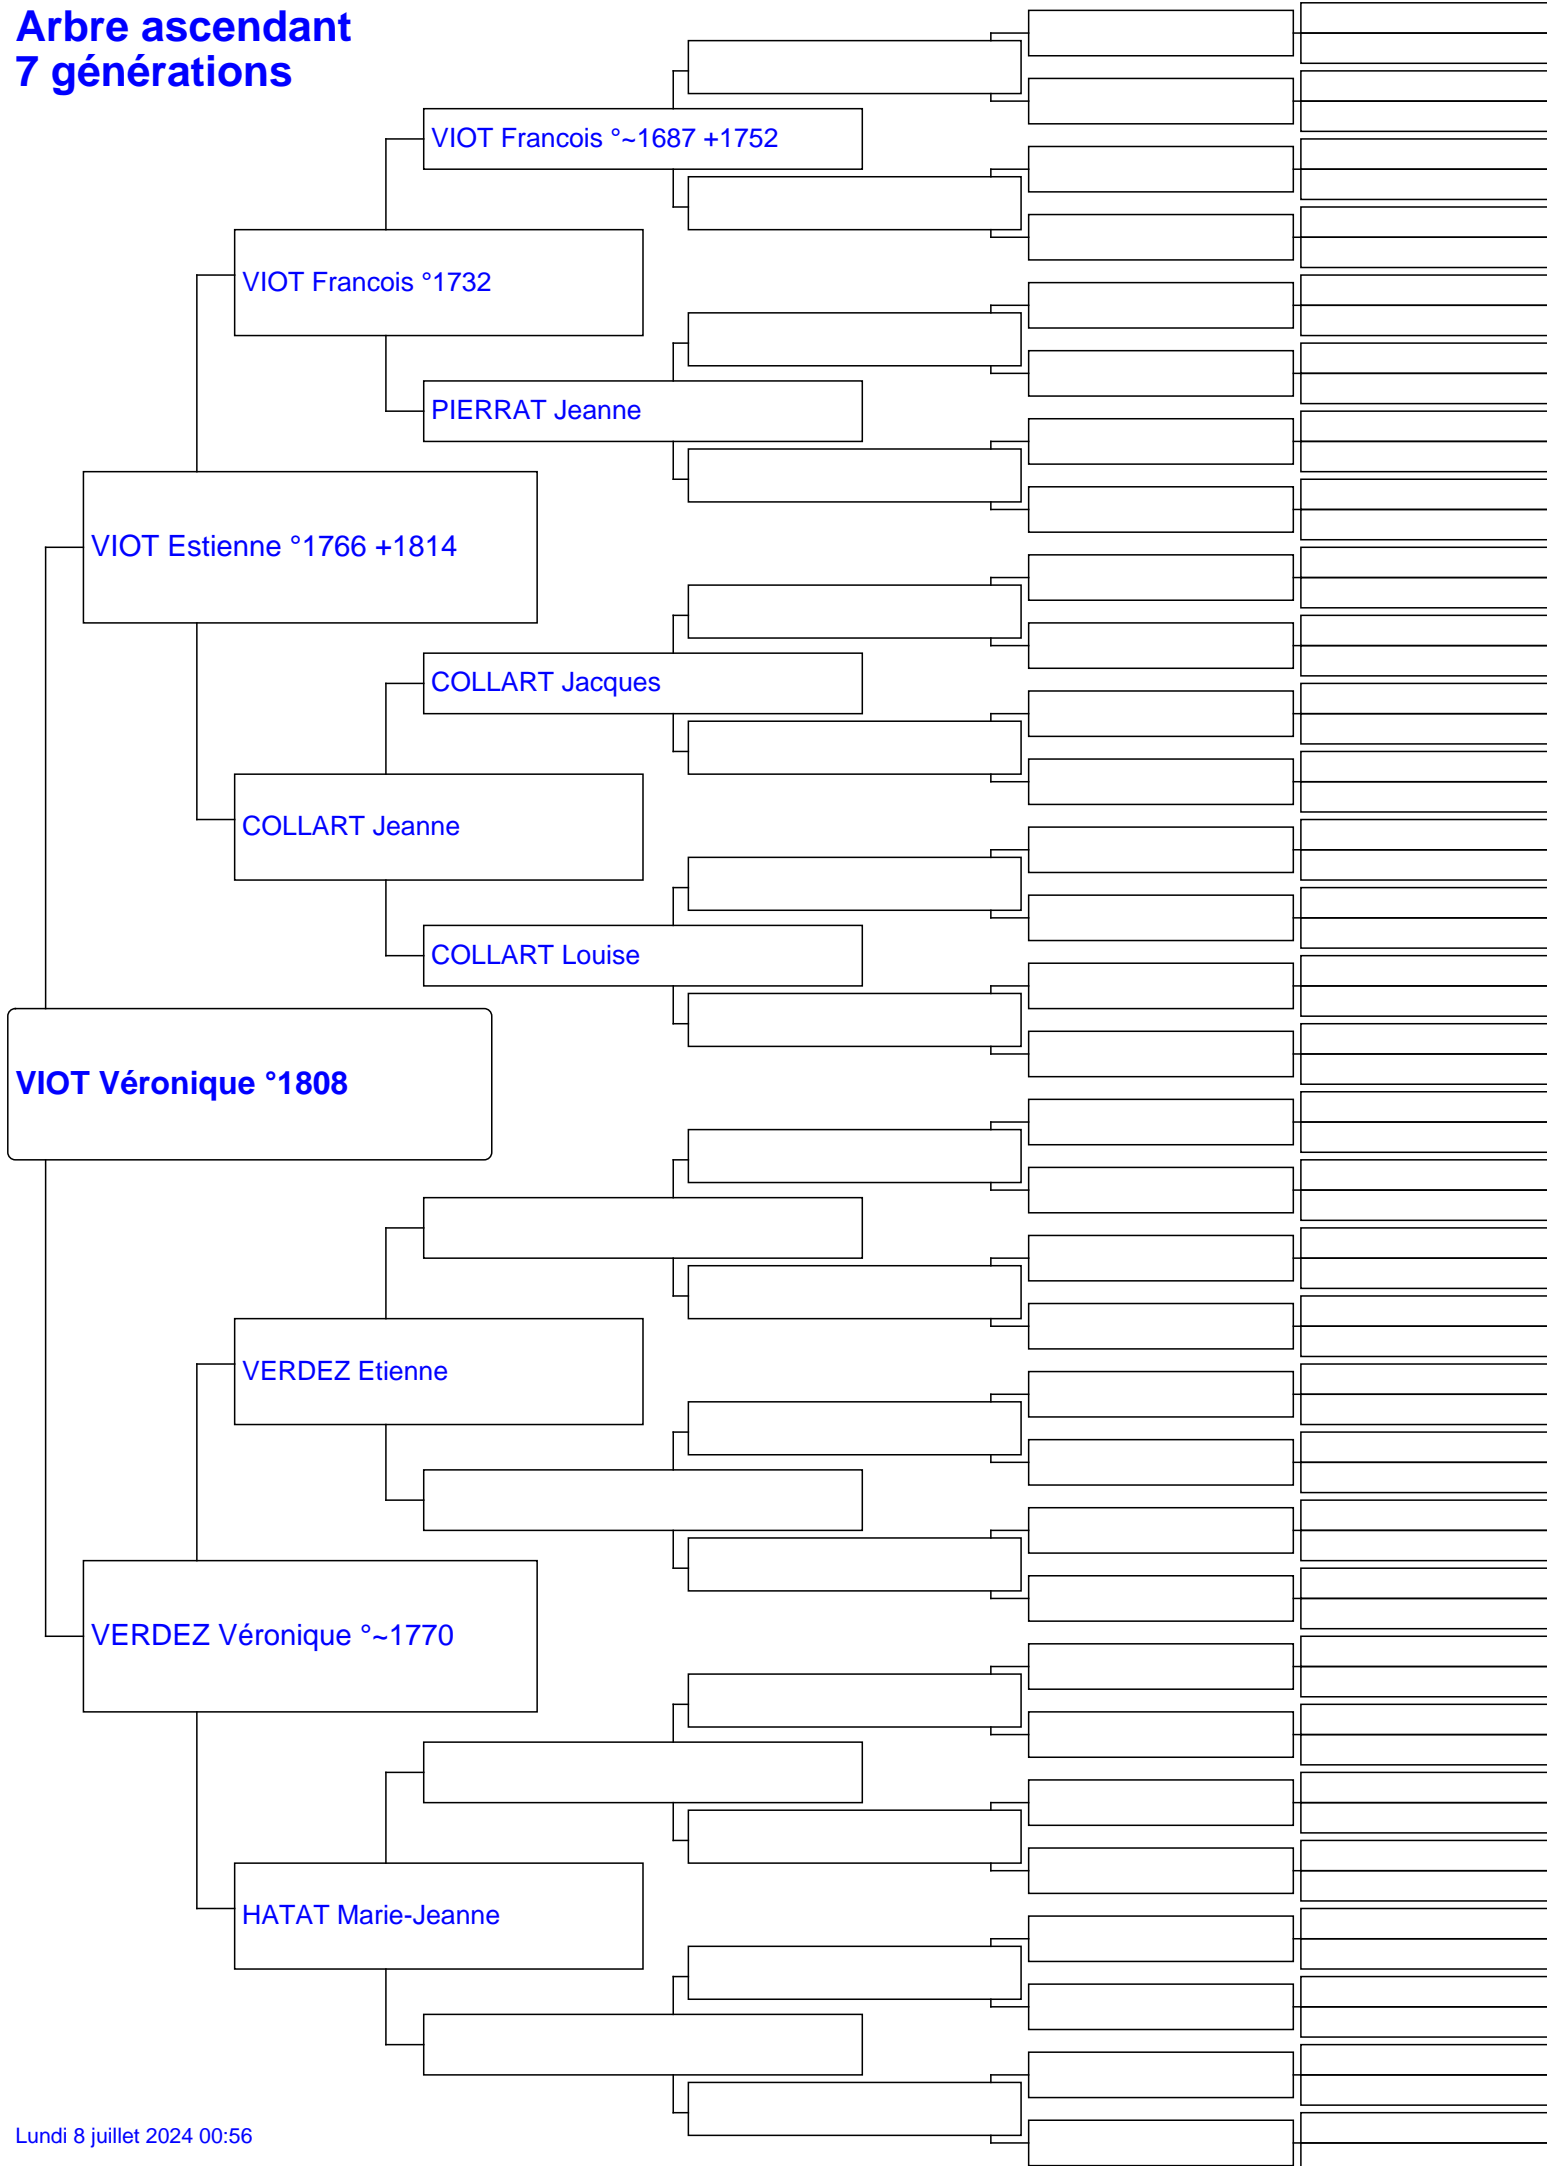 Arbre ascendant
7 générations
VIOT Francois °~1687 +1752
VIOT Francois °1732
PIERRAT Jeanne
VIOT Estienne °1766 +1814
COLLART Jacques
COLLART Jeanne
COLLART Louise
VIOT Véronique °1808
VERDEZ Etienne
VERDEZ Véronique °~1770
HATAT Marie-Jeanne
Lundi 8 juillet 2024 00:56